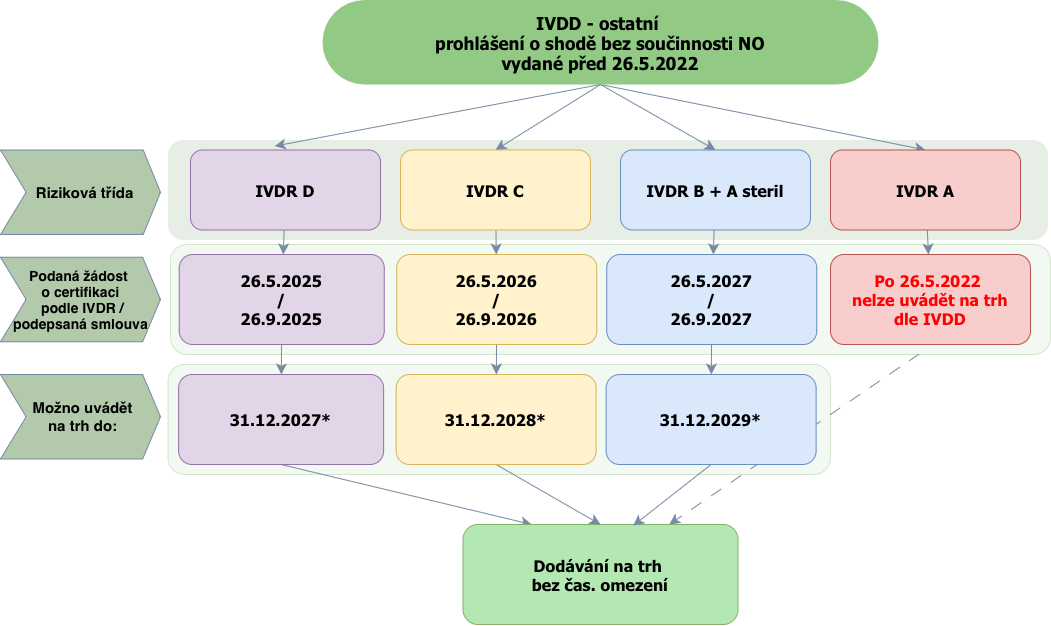 IVDD - ostatní
prohlášení o shodě bez součinnosti NO
vydané před 26.5.2022
Riziková třída
IVDR D
IVDR C
IVDR B + A steril
IVDR A
Podaná žádost
o certifikaci
podle IVDR /
podepsaná smlouva
26.5.2025
/
26.9.2025
26.5.2026
/
26.9.2026
26.5.2027
/
26.9.2027
Po 26.5.2022
nelze uvádět na trh
dle IVDD
Možno uvádět
na trh do:
31.12.2027*
31.12.2028*
31.12.2029*
Dodávání na trh
bez čas. omezení